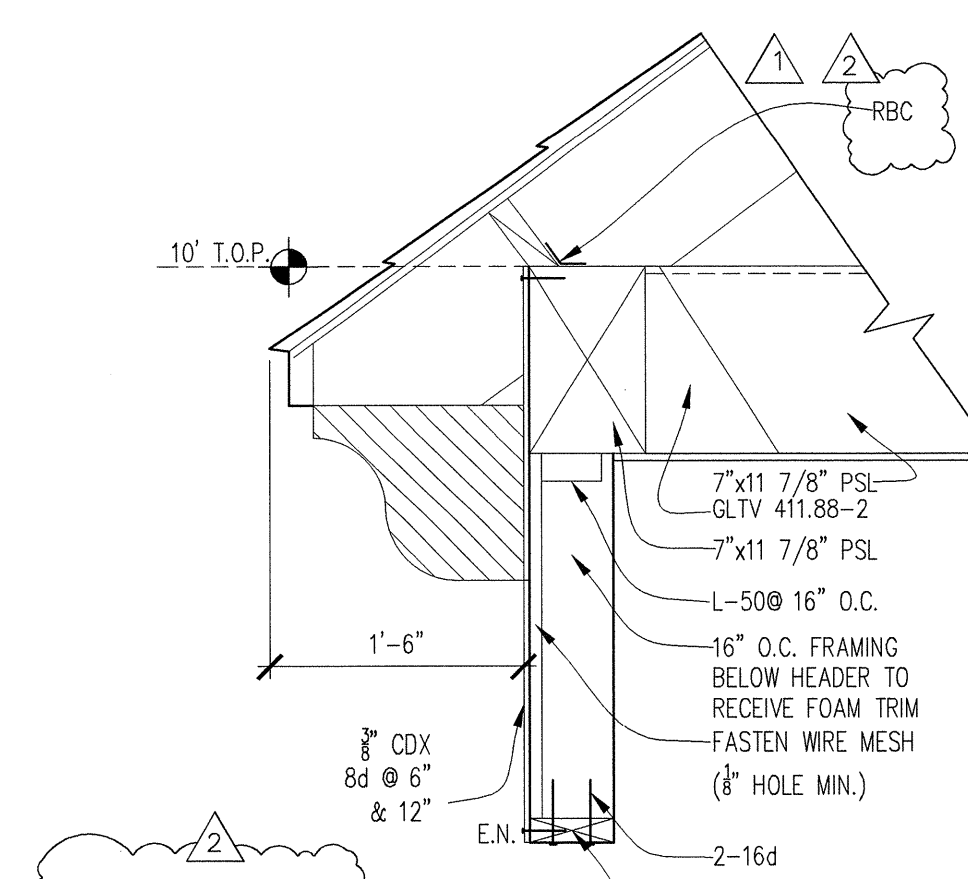 1
2
RBC
10' T.O.P.
7"x11 7/8" PSL
GLTV 411.88-2
7"x11 7/8" PSL
L-50@ 16" O.C.
16" O.C. FRAMING
BELOW HEADER TO
RECEIVE FOAM TRIM
FASTEN WIRE MESH
(1/8" HOLE MIN.)
1'-6"
3/8" CDX
8d @ 6"
& 12"
E.N.
2-16d
2